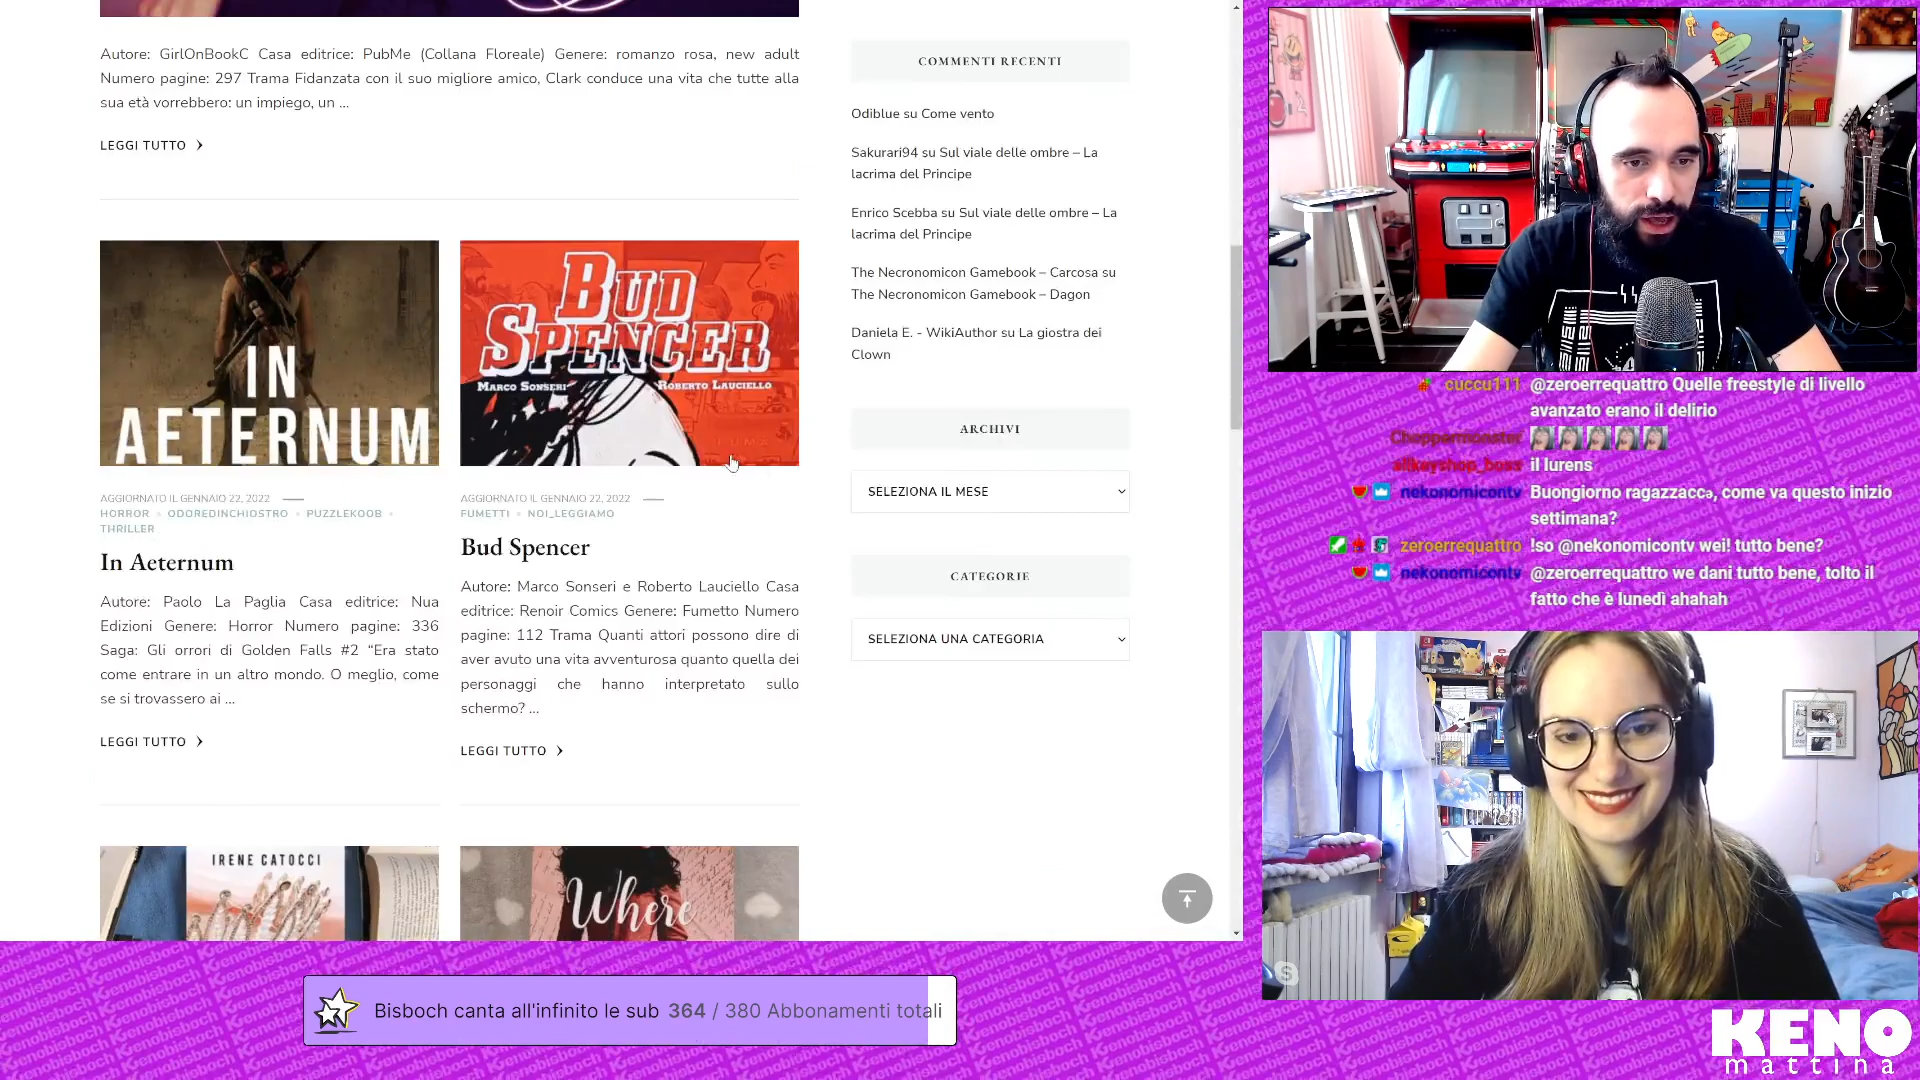 Autore: GirlOnBookC Casa editrice: PubMe (Collana Floreale) Genere: romanzo rosa, new adult
Numero pagine: 297 Trama Fidanzata con il suo migliore amico, Clark conduce una vita che tutte alla
sua età vorrebbero: un impiego, un ...
LEGGI TUTTO
IN
AETERNUM
AGGIORNATO IL GENNAIO 22, 2022
HORROR • ODOREDINCHIOSTRO • PUZZLEKOOB •
THRILLER
In Aeternum
Autore: Paolo La Paglia Casa editrice: Nua
Edizioni Genere: Horror Numero pagine: 336
Saga: Gli orrori di Golden Falls #2 “Era stato
come entrare in un altro mondo. O meglio, come
se si trovassero ai ...
LEGGI TUTTO
BUD
SPENCER
MARCO SONSERI ROBERTO LAUCIELLO
AGGIORNATO IL GENNAIO 22, 2022
FUMETTI • NOI_LEGGIAMO
Bud Spencer
Autore: Marco Sonseri e Roberto Lauciello Casa
editrice: Renoir Comics Genere: Fumetto Numero
pagine: 112 Trama Quanti attori possono dire di
aver avuto una vita avventurosa quanto quella dei
personaggi che hanno interpretato sullo
schermo? ...
LEGGI TUTTO
IRENE CATOCCI
Where
COMMENTI RECENTI
Odiblue su Come vento
Sakurari94 su Sul viale delle ombre – La
lacrima del Principe
Enrico Scebba su Sul viale delle ombre – La
lacrima del Principe
The Necronomicon Gamebook – Carcosa su
The Necronomicon Gamebook – Dagon
Daniela E. - WikiAuthor su La giostra dei
Clown
ARCHIVI
SELEZIONA IL MESE
CATEGORIE
SELEZIONA UNA CATEGORIA
cuccu111 @zeroerrequattro Quelle freestyle di livello
avanzato erano il delirio
Choppermonster
allkeyshop_boss il lurens
nekonomicontv Buongiorno ragazzaccə, come va questo inizio
settimana?
zeroerrequattro !so @nekonomicontv wei! tutto bene?
nekonomicontv @zeroerrequattro we dani tutto bene, tolto il
fatto che è lunedì ahahah
Bisboch canta all'infinito le sub 364 / 380 Abbonamenti totali
KENO
mattina